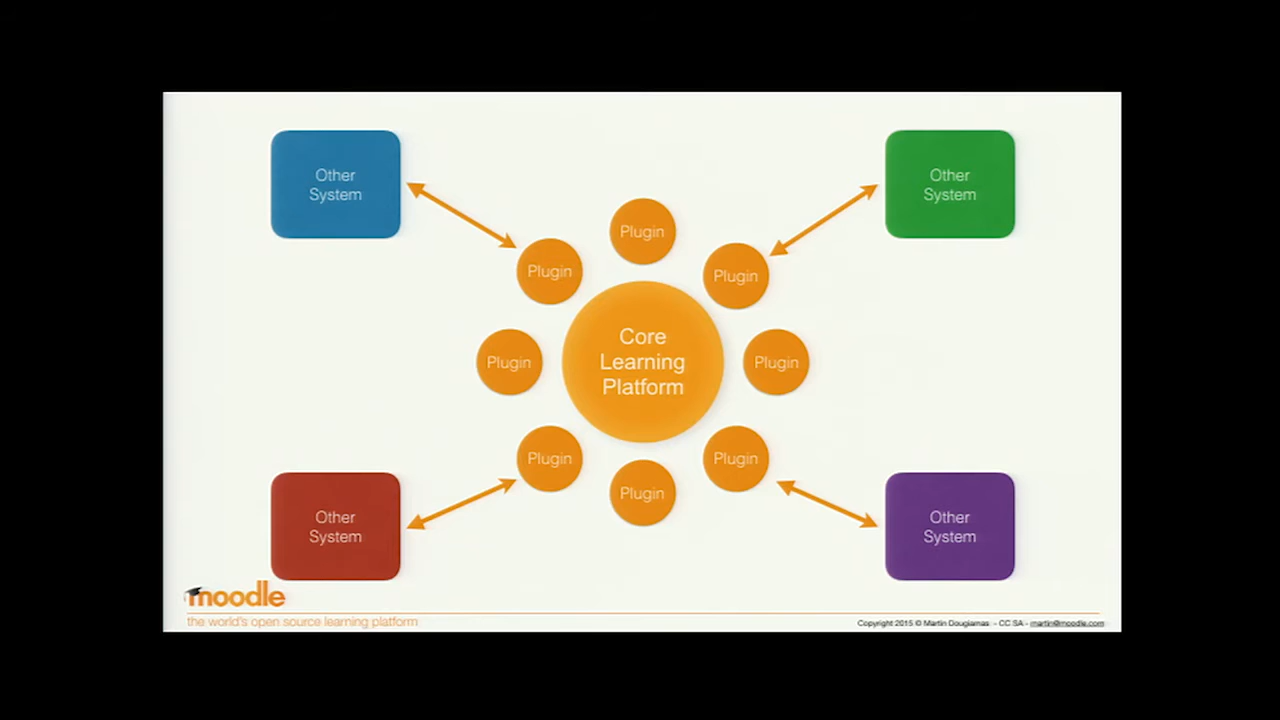 Other
System
Other
System
Plugin
Plugin
Plugin
Core
Learning
Platform
Plugin
Plugin
Plugin
Plugin
Plugin
Other
System
Other
System
moodle
the world's open source learning platform
Copyright 2015 © Martin Dougiamas - CC SA - martin@moodle.com